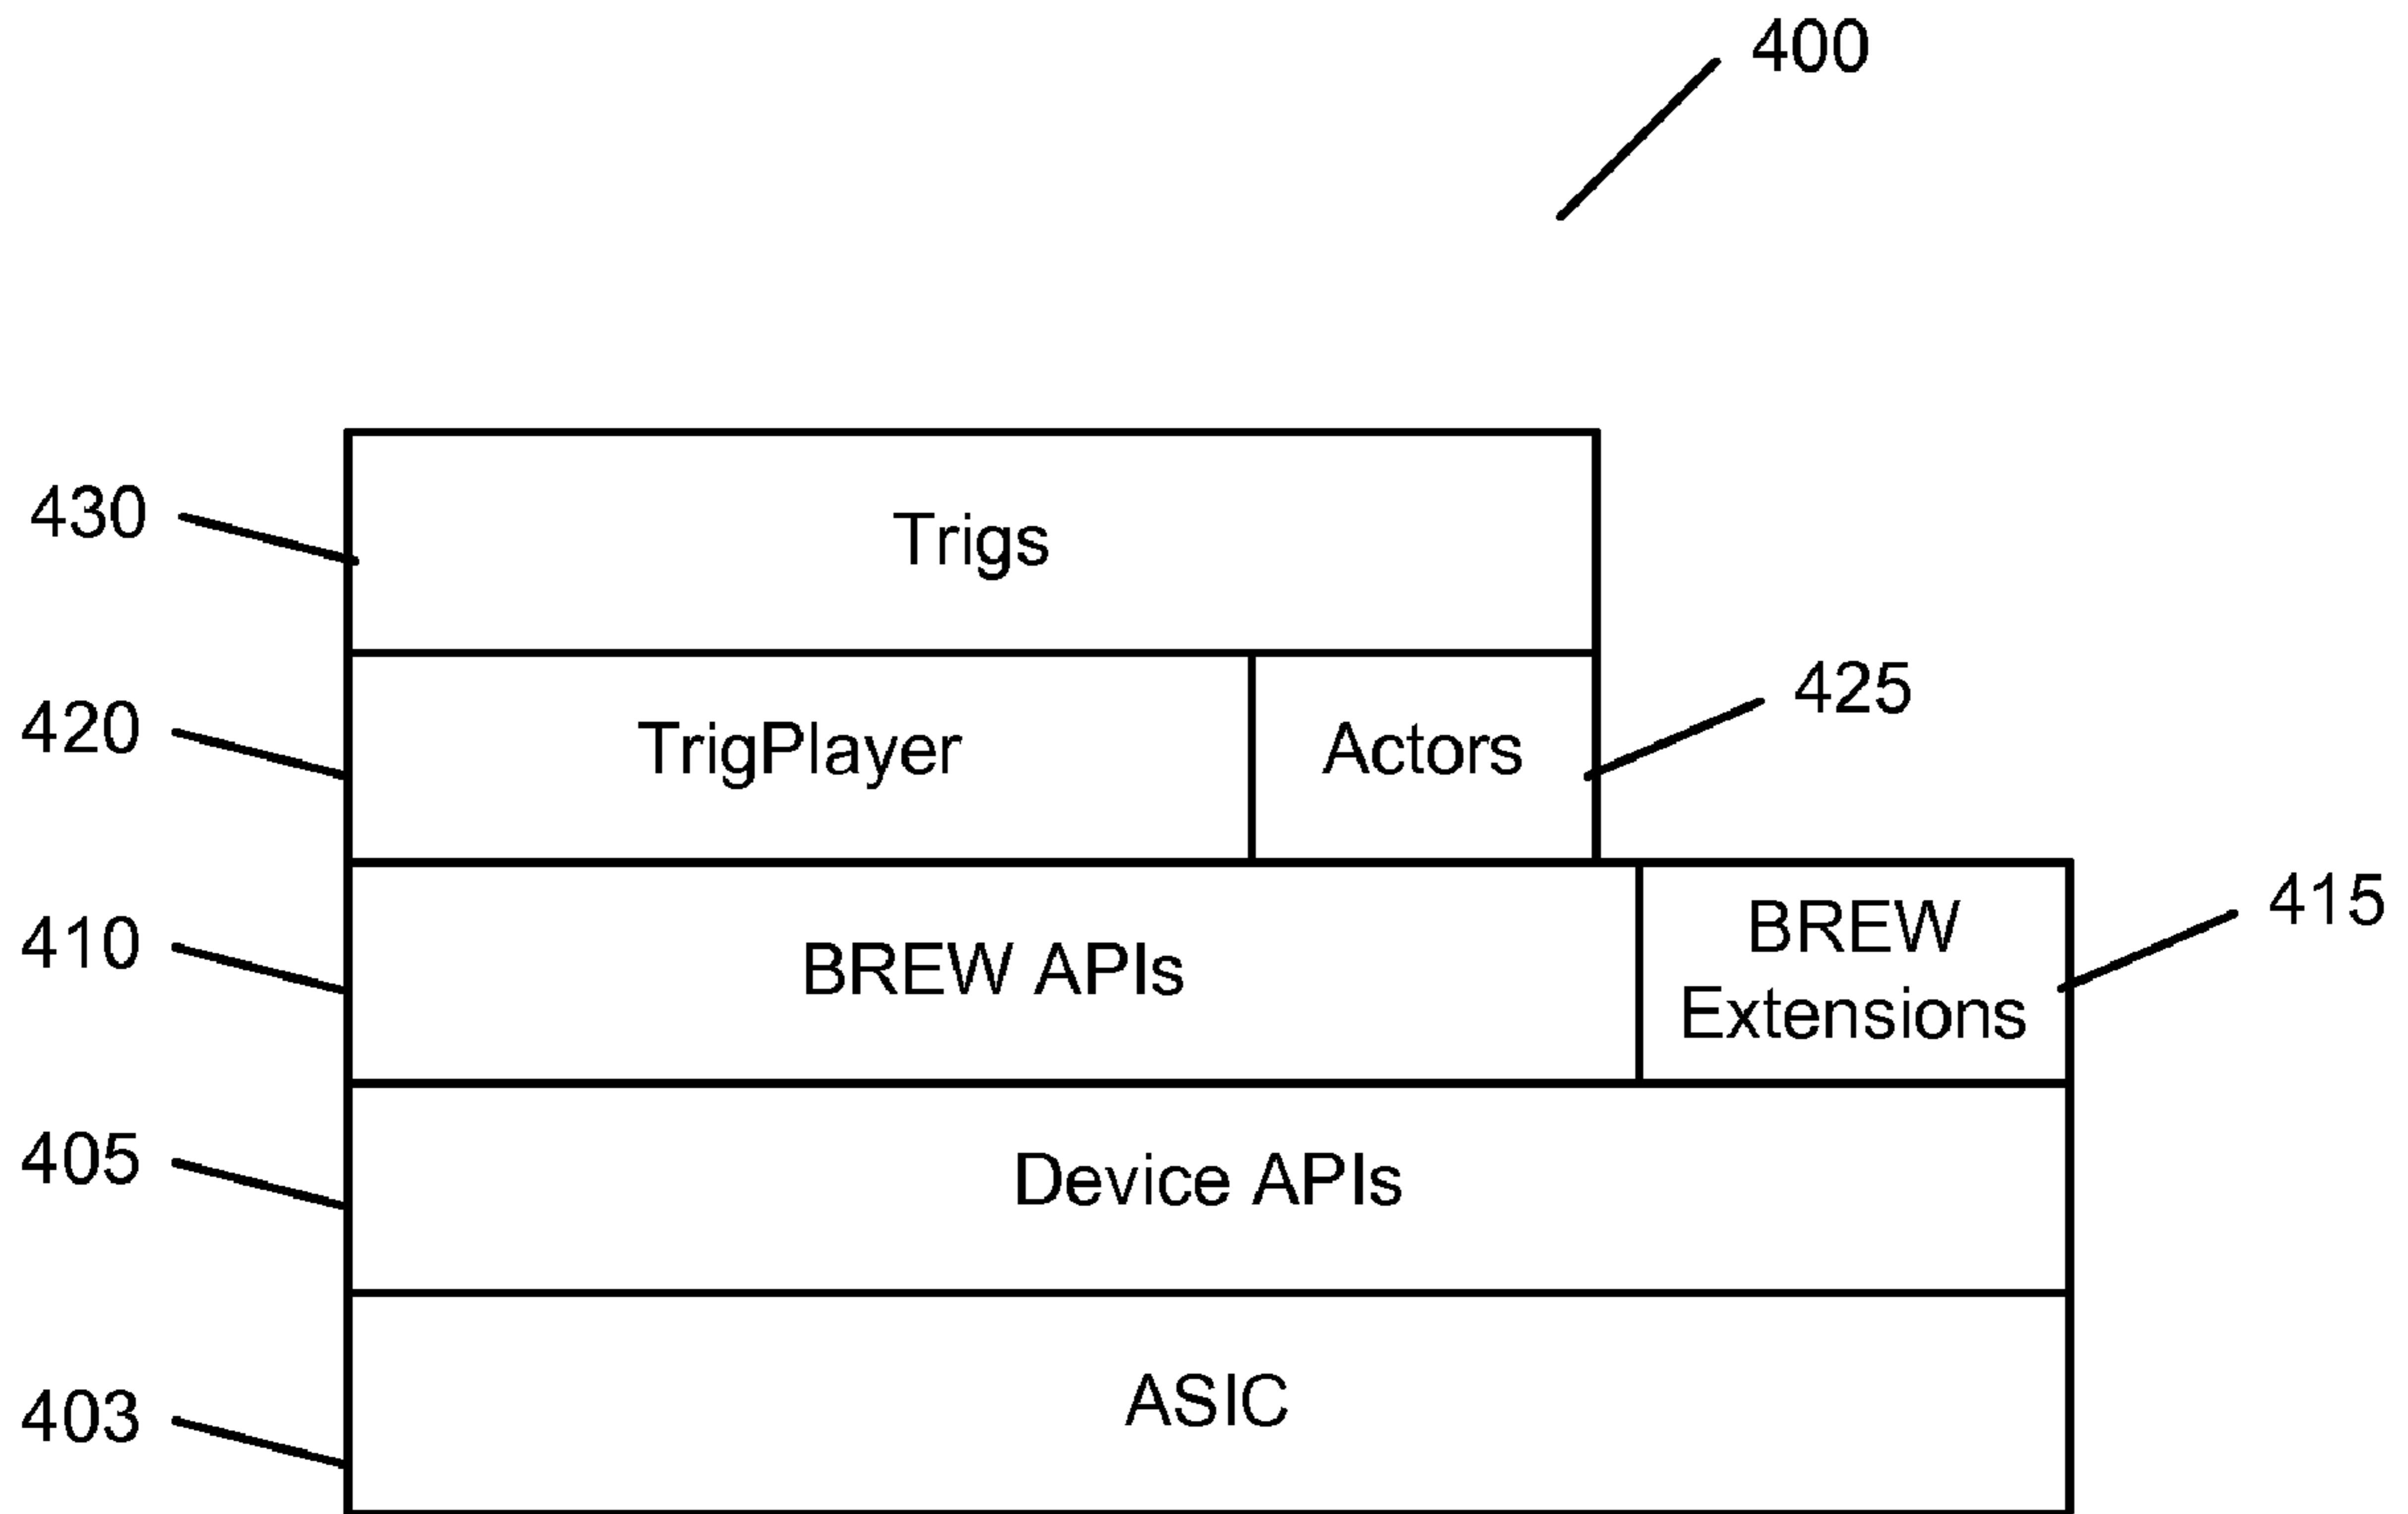 400
430
Trigs
420
TrigPlayer
Actors
425
410
BREW APIs
BREW
Extensions
415
405
Device APIs
403
ASIC